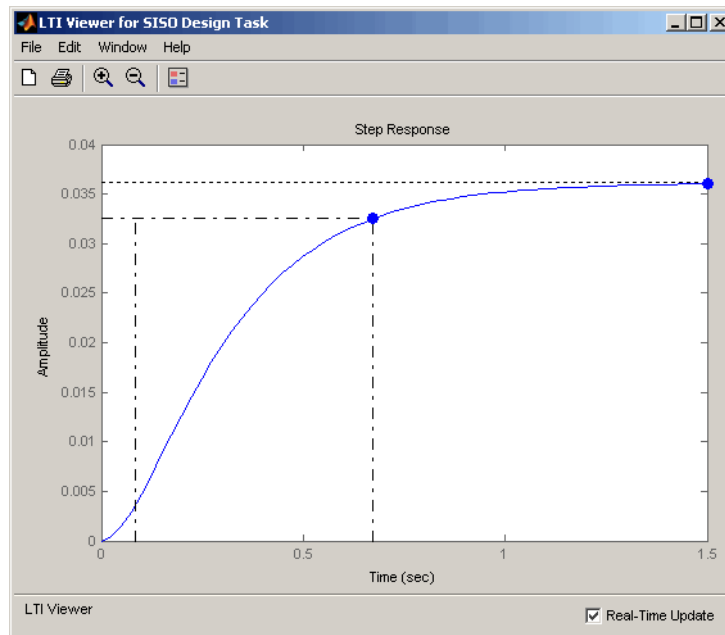 LTI Viewer for SISO Design Task
File Edit Window Help
Step Response
0.04
0.035
0.03
0.025
0.02
0.015
0.01
0.005
0
Amplitude
0 0.5 1 1.5
Time (sec)
LTI Viewer
Real-Time Update